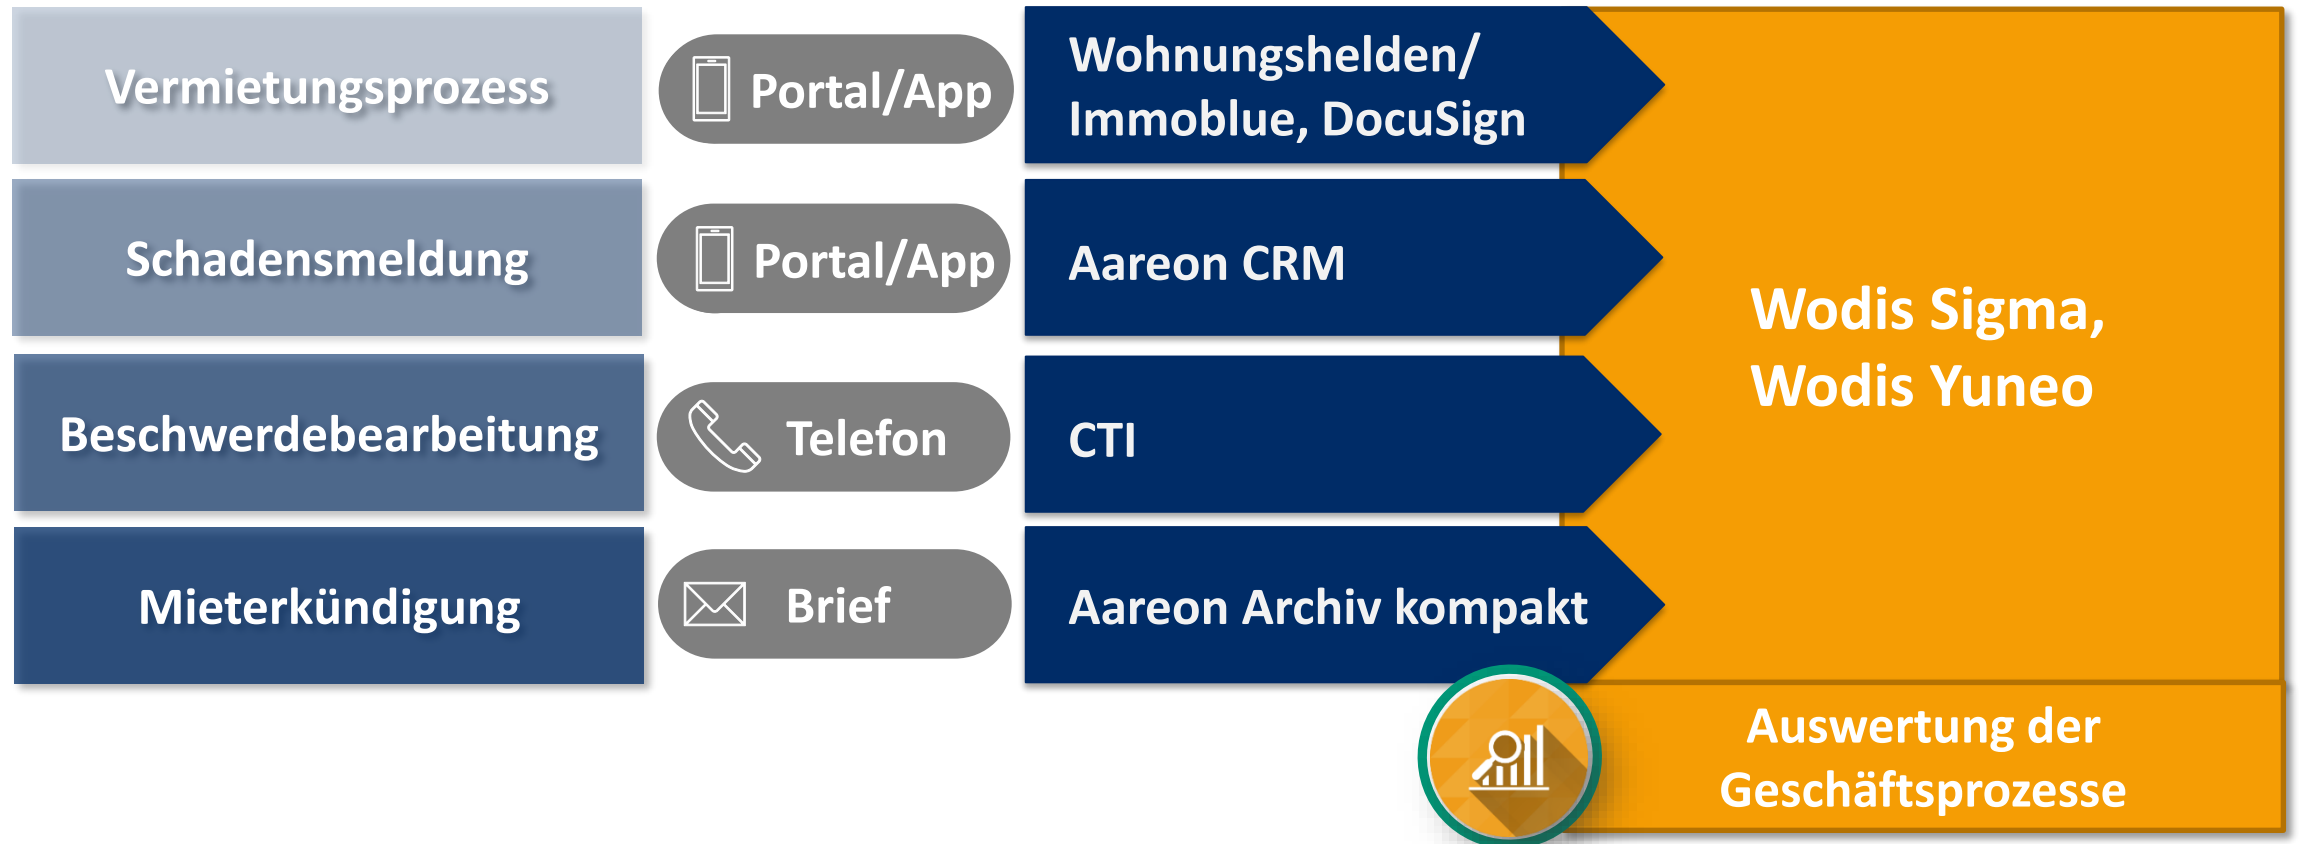 Vermietungsprozess
Portal/App
Wohnungshelden/
Immoblue, DocuSign
Schadensmeldung
Portal/App
Aareon CRM
Beschwerdebearbeitung
Telefon
CTI
Mieterkündigung
Brief
Aareon Archiv kompakt
Wodis Sigma,
Wodis Yuneo
Auswertung der
Geschäftsprozesse